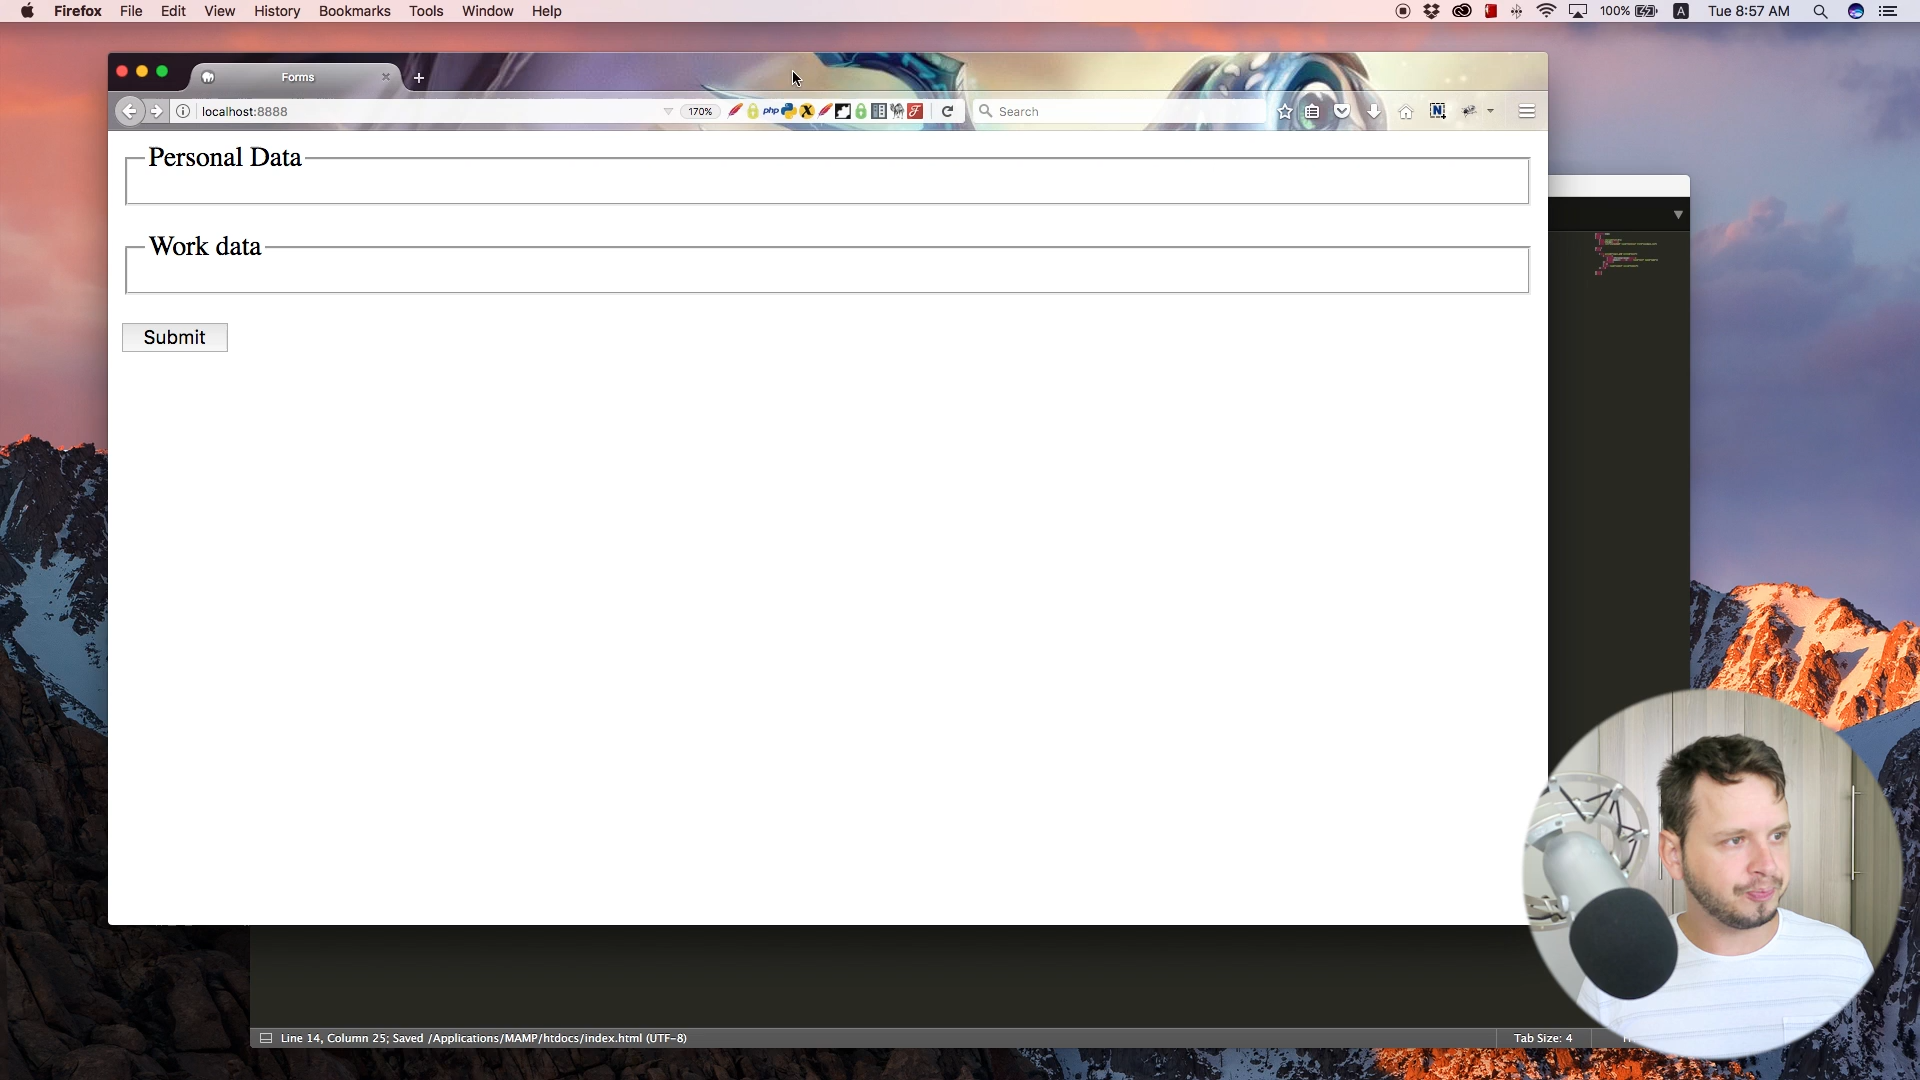 Firefox File Edit View History Bookmarks Tools Window Help
100% A Tue 8:57 AM
Forms
localhost:8888 170% php Search
Personal Data
Work data
Submit
Line 14, Column 25; Saved /Applications/MAMP/htdocs/index.html (UTF-8) Tab Size: 4